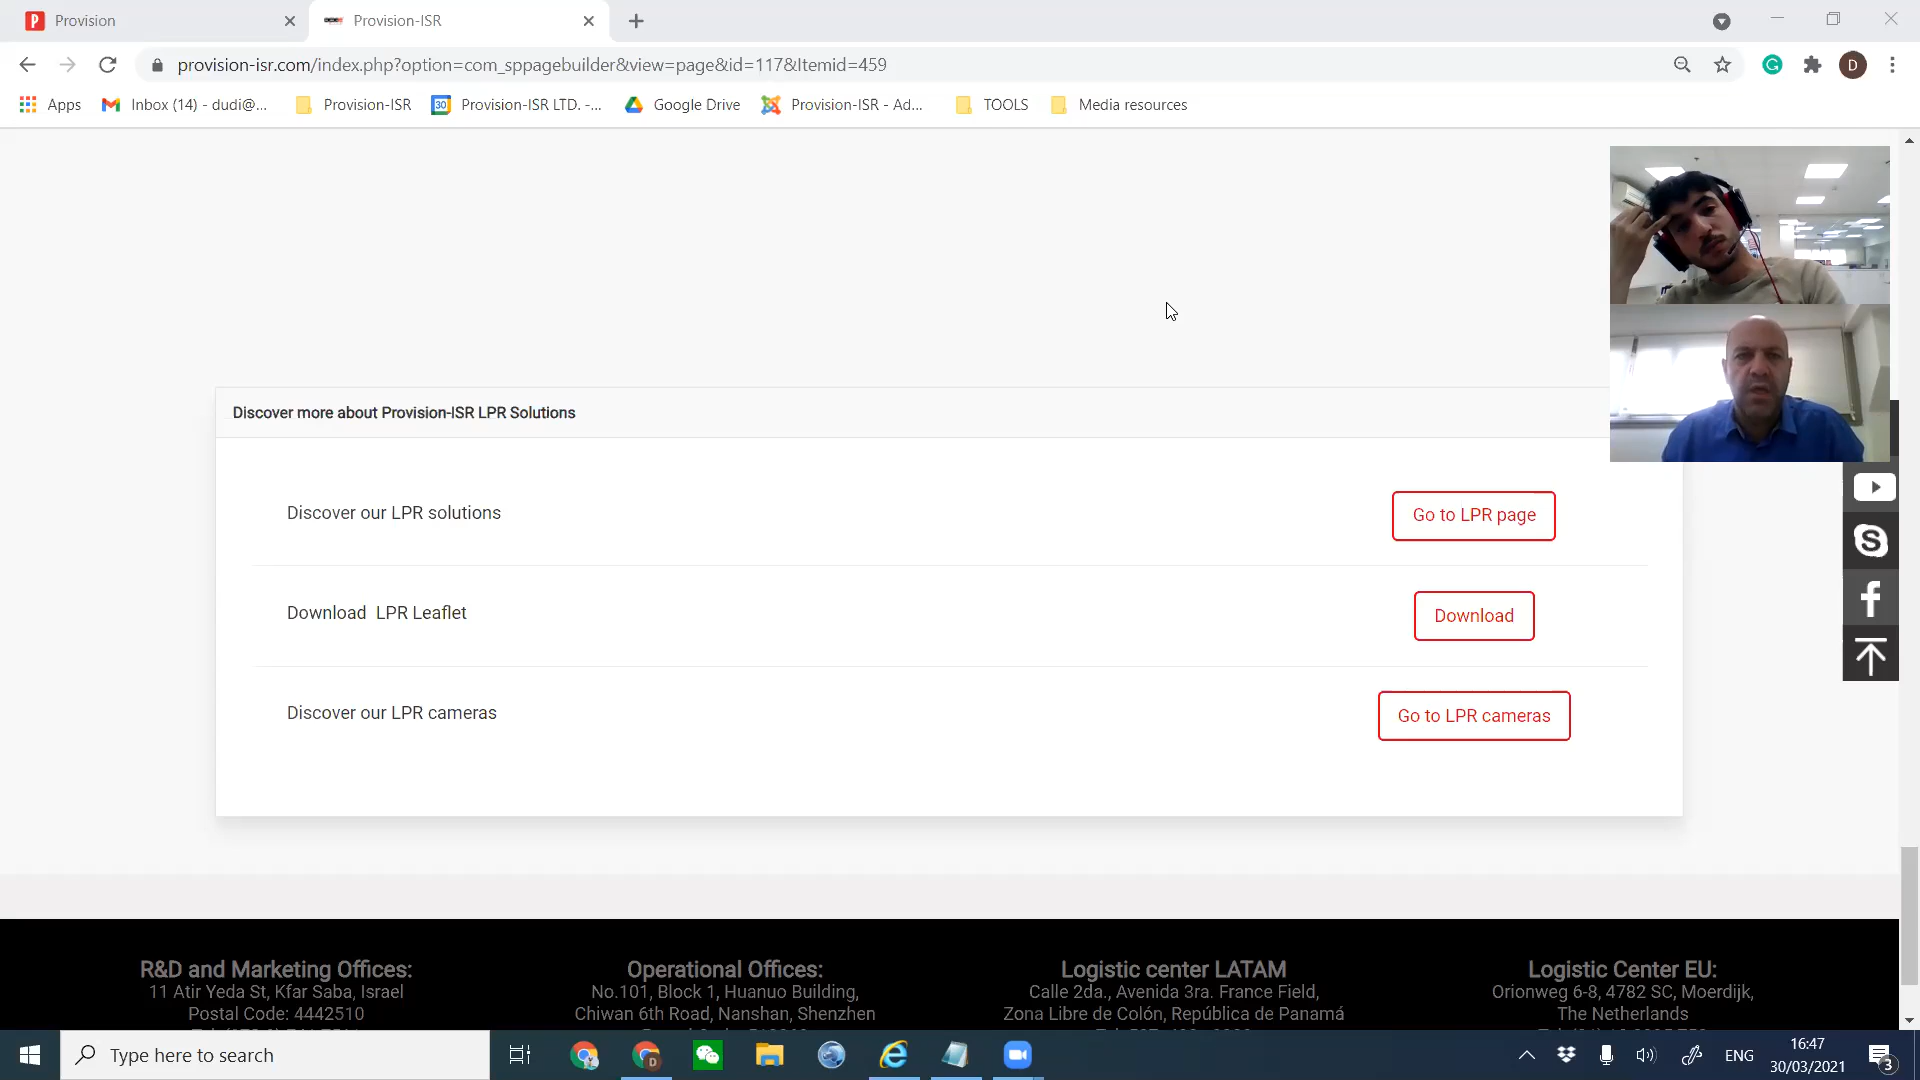 Provision
Provision-ISR
provision-isr.com/index.php?option=com_sppagebuilder&view=page&id=117&Itemid=459
D
Apps
Inbox (14) - dudi@...
Provision-ISR
30
Provision-ISR LTD. -...
Google Drive
Provision-ISR - Ad...
TOOLS
Media resources
Discover more about Provision-ISR LPR Solutions
Discover our LPR solutions
Go to LPR page
Download LPR Leaflet
Download
Discover our LPR cameras
Go to LPR cameras
R&D and Marketing Offices:
11 Atir Yeda St, Kfar Saba, Israel
Postal Code: 4442510
Operational Offices:
No.101, Block 1, Huanuo Building,
Chiwan 6th Road, Nanshan, Shenzhen
Logistic center LATAM
Calle 2da., Avenida 3ra. France Field,
Zona Libre de Colón, República de Panamá
Logistic Center EU:
Orionweg 6-8, 4782 SC, Moerdijk,
The Netherlands
Type here to search
ENG
16:47
30/03/2021
3